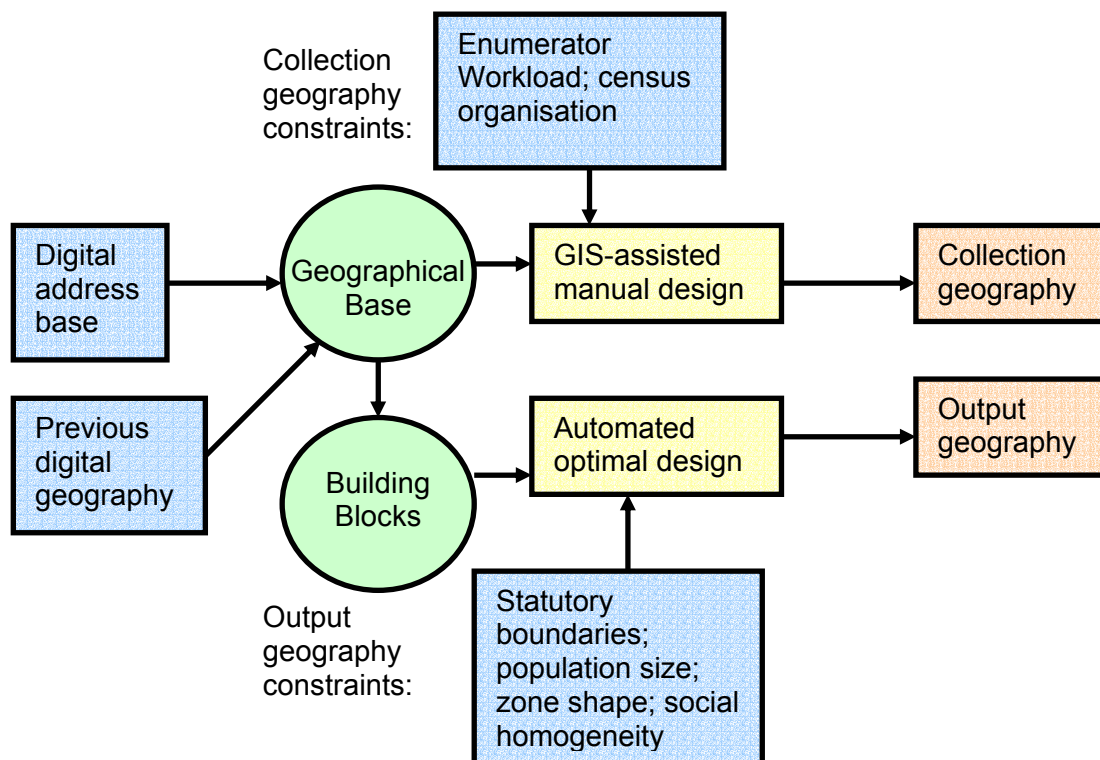 Collection
geography
constraints:
Enumerator
Workload; census
organisation
Digital
address
base
Geographical
Base
GIS-assisted
manual design
Collection
geography
Previous
digital
geography
Building
Blocks
Automated
optimal design
Output
geography
Output
geography
constraints:
Statutory
boundaries;
population size;
zone shape; social
homogeneity